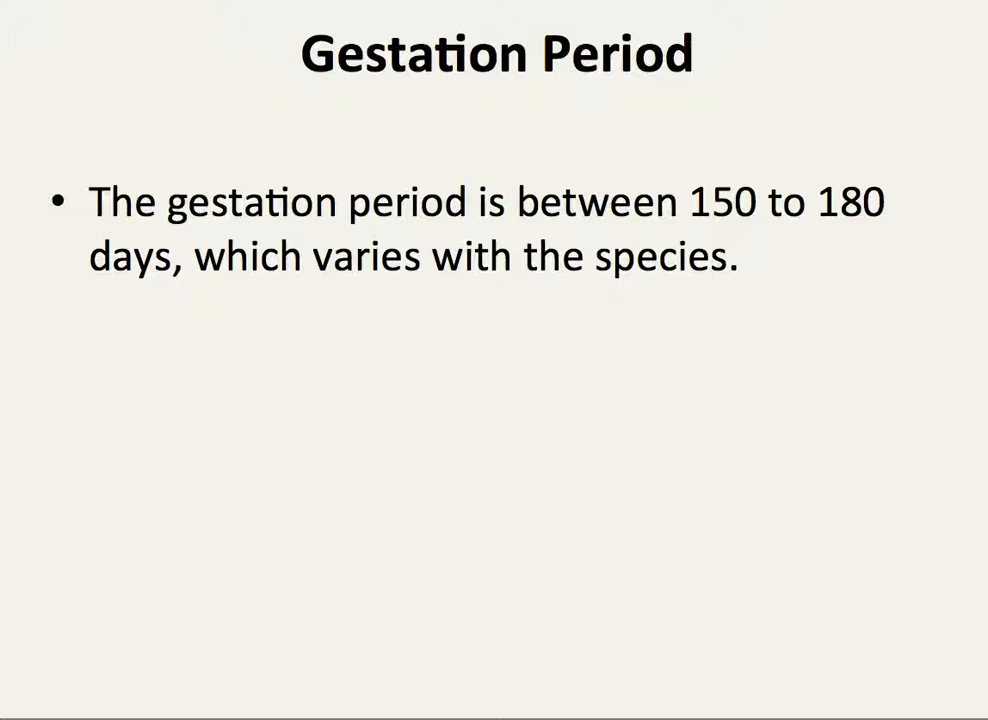 Gestation Period
• The gestation period is between 150 to 180
days, which varies with the species.